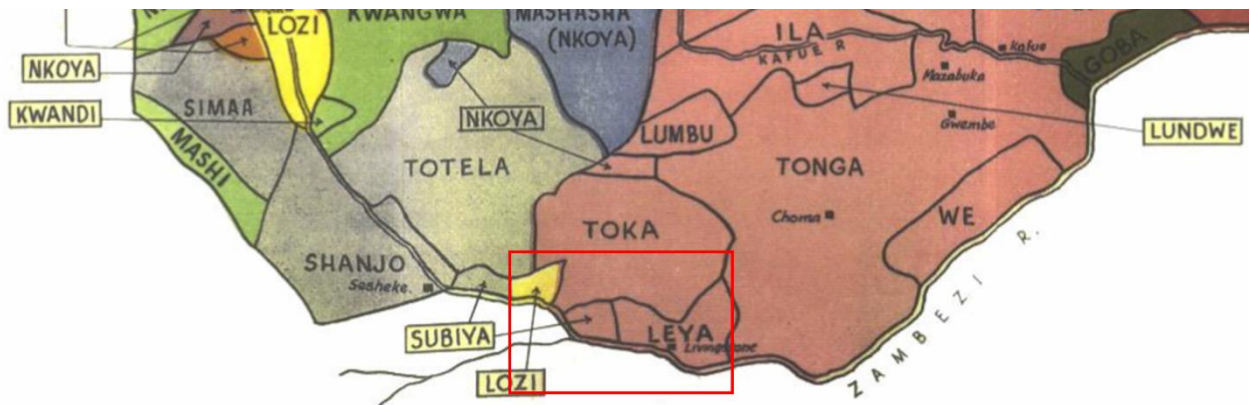 LOZI
KWANGWA
MASHASHA
(NKOYA)
ILA
KAFUE R
Kafue
GOBA
NKOYA
Mazabuka
SIMAA
KWANDI
NKOYA
LUMBU
Gwembe
LUNDWE
MASHI
TOTELA
TONGA
TOKA
Choma
WE
SHANJO
Sesheke.
SUBIYA
LEYA
Livingstone
LOZI
ZAMBEZI R.